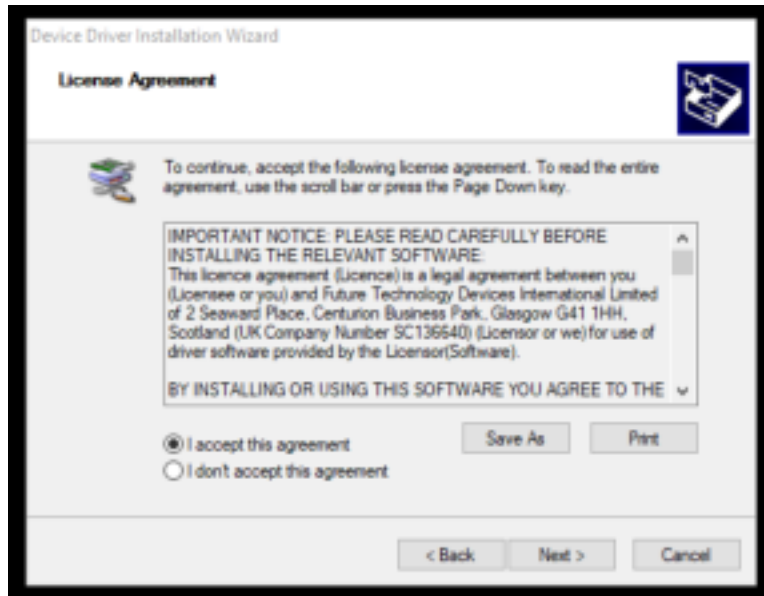 Device Driver Installation Wizard
License Agreement
To continue, accept the following license agreement. To read the entire
agreement, use the scroll bar or press the Page Down key.
IMPORTANT NOTICE: PLEASE READ CAREFULLY BEFORE
INSTALLING THE RELEVANT SOFTWARE:
This licence agreement (Licence) is a legal agreement between you
(Licensee or you) and Future Technology Devices International Limited
of 2 Seaward Place, Centurion Business Park, Glasgow G41 1HH,
Scotland (UK Company Number SC136640) (Licensor or we) for use of
driver software provided by the Licensor(Software).
BY INSTALLING OR USING THIS SOFTWARE YOU AGREE TO THE
I accept this agreement
Save As
Print
I don't accept this agreement
< Back
Next >
Cancel